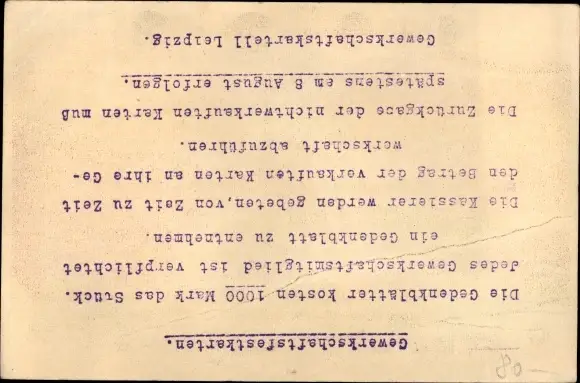 Gewerkschaftsfestkarten.
Die Gedenkblätter kosten 1000 Mark das Stück.
Jedes Gewerkschaftsmitglied ist verpflichtet
ein Gedenkblatt zu entnehmen.
Die Kassierer werden gebeten, von Zeit zu Zeit
den Betrag der verkauften Karten an ihre Ge-
werkschaft abzuführen.
Die Zurückgabe der nichtverkauften Karten muß
spätestens am 8 August erfolgen.
Gewerkschaftskartell Leipzig.
80—